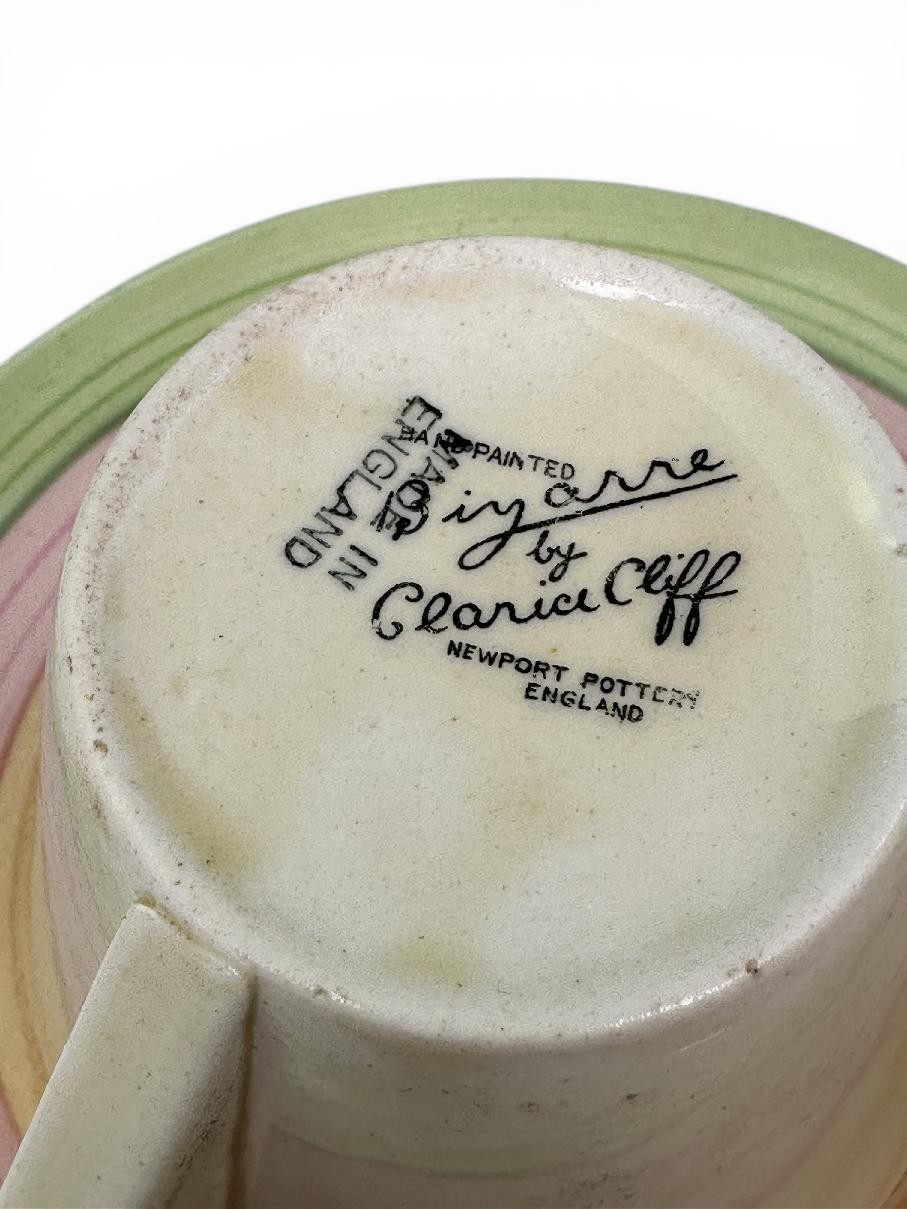 HAND PAINTED
Bizarre
by
Clarice Cliff
NEWPORT POTTERY
ENGLAND
MADE IN
ENGLAND